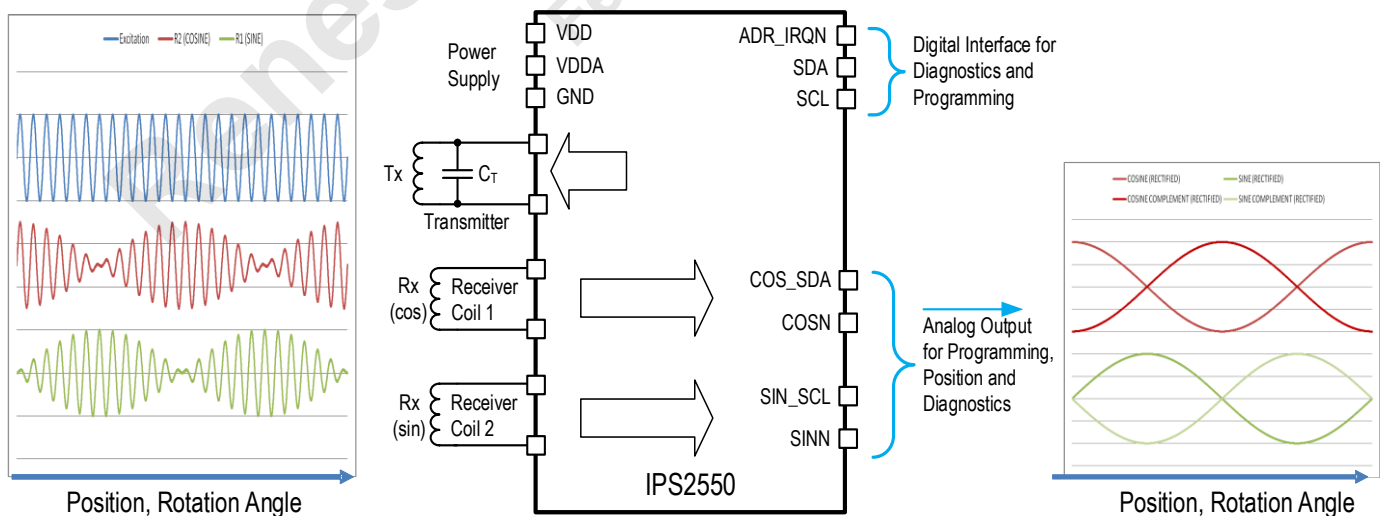 Renes
Excitation R2 (COSINE) R1 (SINE)
Position, Rotation Angle
Power
Supply
VDD
VDDA
GND
Tx
CT
Transmitter
Rx
(cos)
Receiver
Coil 1
Rx
(sin)
Receiver
Coil 2
ADR_IRQN
SDA
SCL
COS_SDA
COSN
SIN_SCL
SINN
IPS2550
Digital Interface for
Diagnostics and
Programming
Analog Output
for Programming,
Position and
Diagnostics
COSINE (RECTIFIED) SINE (RECTIFIED)
COSINE COMPLEMENT (RECTIFIED) SINE COMPLEMENT (RECTIFIED)
Position, Rotation Angle